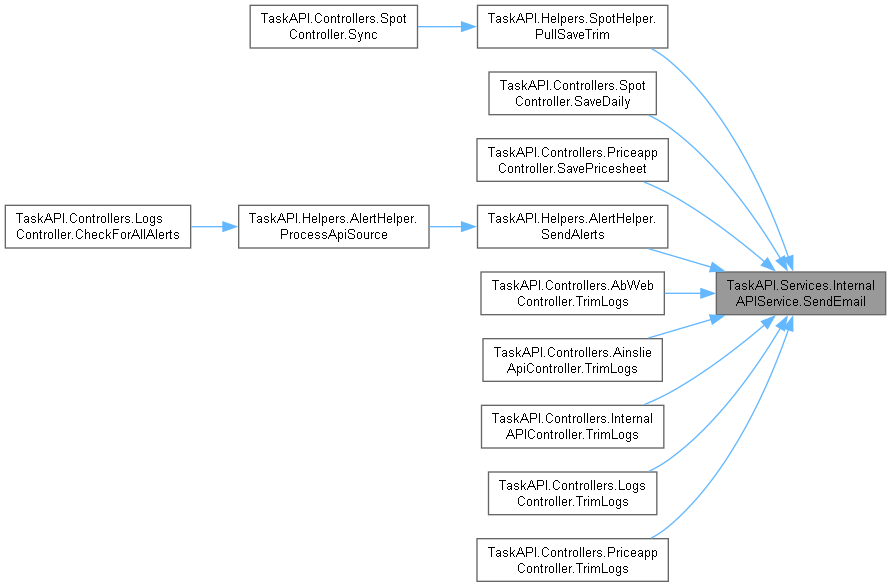 TaskAPI.Controllers.Spot
Controller.Sync
TaskAPI.Helpers.SpotHelper.
PullSaveTrim
TaskAPI.Controllers.Spot
Controller.SaveDaily
TaskAPI.Controllers.Priceapp
Controller.SavePricesheet
TaskAPI.Controllers.Logs
Controller.CheckForAllAlerts
TaskAPI.Helpers.AlertHelper.
ProcessApiSource
TaskAPI.Helpers.AlertHelper.
SendAlerts
TaskAPI.Controllers.AbWeb
Controller.TrimLogs
TaskAPI.Services.Internal
APIService.SendEmail
TaskAPI.Controllers.Ainslie
ApiController.TrimLogs
TaskAPI.Controllers.Internal
APIController.TrimLogs
TaskAPI.Controllers.Logs
Controller.TrimLogs
TaskAPI.Controllers.Priceapp
Controller.TrimLogs